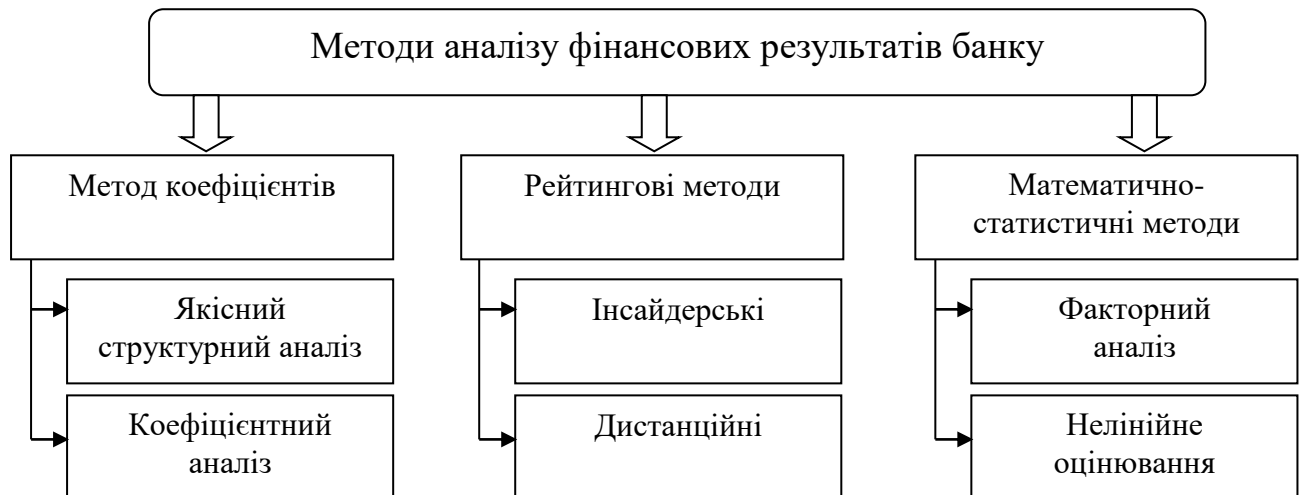 Методи аналізу фінансових результатів банку
Метод коефіцієнтів
Якісний
структурний аналіз
Коефіцієнтний
аналіз
Рейтингові методи
Інсайдерські
Дистанційні
Математично-
статистичні методи
Факторний
аналіз
Нелінійне
оцінювання